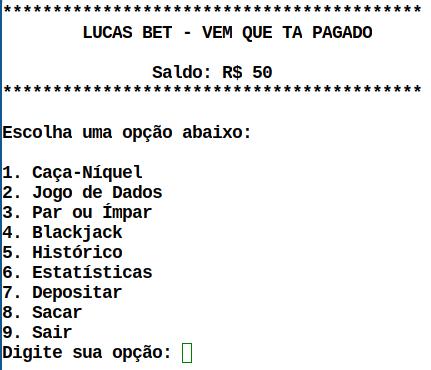 ******************************************
LUCAS BET - VEM QUE TA PAGADO
Saldo: R$ 50
******************************************
Escolha uma opção abaixo:
1. Caça-Níquel
2. Jogo de Dados
3. Par ou Ímpar
4. Blackjack
5. Histórico
6. Estatísticas
7. Depositar
8. Sacar
9. Sair
Digite sua opção: